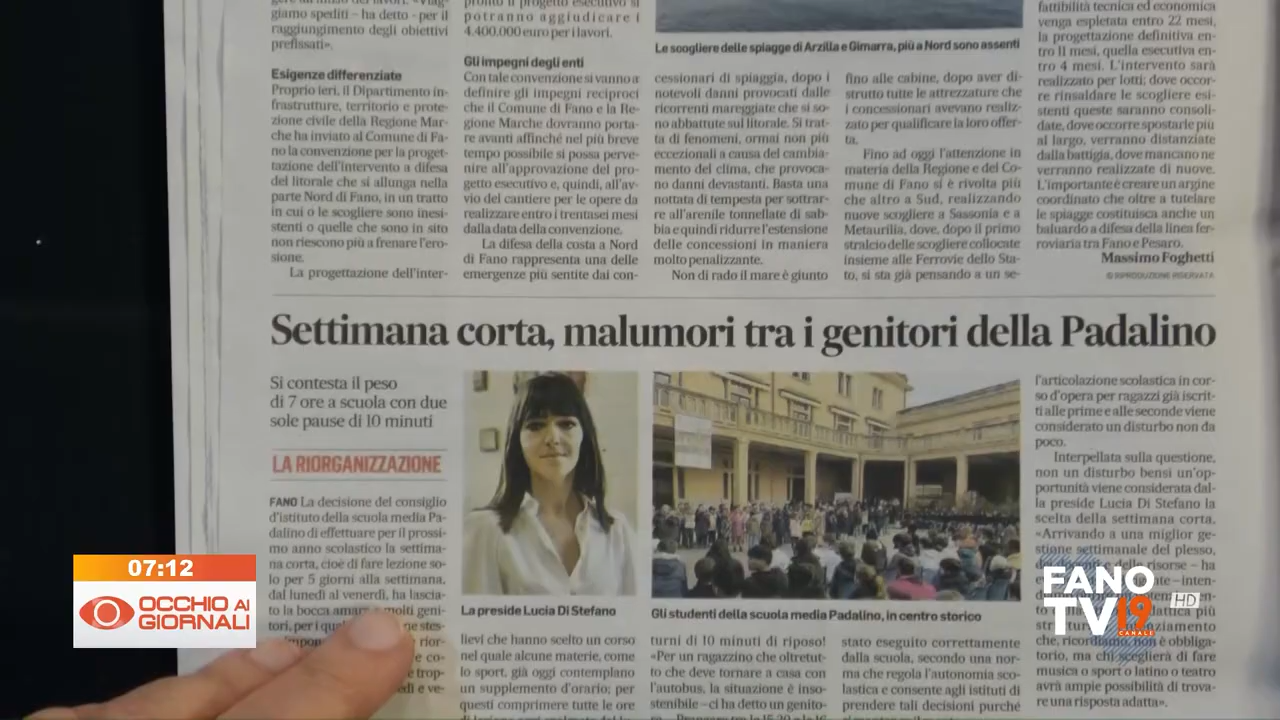 giamo spediti – ha detto – per il
raggiungimento degli obiettivi
prefissati».
Esigenze differenziate
Proprio ieri, il Dipartimento in-
frastrutture, territorio e prote-
zione civile della Regione Mar-
che ha inviato al Comune di Fa-
no la convenzione per la proget-
tazione dell'intervento a difesa
del litorale che si allunga nella
parte Nord di Fano, in un tratto
in cui o le scogliere sono inesi-
stenti o quelle che sono in sito
non riescono più a frenare l'ero-
sione.
La progettazione dell'inter-
pronto il progetto esecutivo si
potranno aggiudicare i
4.400.000 euro per i lavori.
Gli impegni degli enti
Con tale convenzione si vanno a
definire gli impegni reciproci
che il Comune di Fano e la Re-
gione Marche dovranno porta-
re avanti affinché nel più breve
tempo possibile si possa perve-
nire all'approvazione del pro-
getto esecutivo e, quindi, all'av-
vio del cantiere per le opere da
realizzare entro i trentasei mesi
dalla data della convenzione.
La difesa della costa a Nord
di Fano rappresenta una delle
emergenze più sentite dai con-
Le scogliere delle spiagge di Arzilla e Gimarra, più a Nord sono assenti
cessionari di spiaggia, dopo i
notevoli danni provocati dalle
ricorrenti mareggiate che si so-
no abbattute sul litorale. Si trat-
ta di fenomeni, ormai non più
eccezionali a causa del cambia-
mento del clima, che provoca-
no danni devastanti. Basta una
nottata di tempesta per sottrar-
re all'arenile tonnellate di sab-
bia e quindi ridurre l'estensione
delle concessioni in maniera
molto penalizzante.
Non di rado il mare è giunto
fino alle cabine, dopo aver di-
strutto tutte le attrezzature che
i concessionari avevano realiz-
zato per qualificare la loro offer-
ta.
Fino ad oggi l'attenzione in
materia della Regione e del Co-
mune di Fano si è rivolta più
che altro a Sud, realizzando
nuove scogliere a Sassonia e a
Metaurilia, dove, dopo il primo
stralcio delle scogliere collocate
insieme alle Ferrovie dello Sta-
to, si sta già pensando a un se-
fattibilità tecnica ed economica
venga espletata entro 22 mesi,
la progettazione definitiva en-
tro 11 mesi, quella esecutiva en-
tro 4 mesi. L'intervento sarà
realizzato per lotti; dove occor-
re rinsaldare le scogliere esi-
stenti queste saranno consoli-
date, dove occorre spostarle più
al largo, verranno distanziate
dalla battigia, dove mancano ne
verranno realizzate di nuove.
L'importante è creare un argine
coordinato che oltre a tutelare
le spiagge costituisca anche un
baluardo a difesa della linea fer-
roviaria tra Fano e Pesaro.
Massimo Foghetti
© RIPRODUZIONE RISERVATA
Settimana corta, malumori tra i genitori della Padalino
Si contesta il peso
di 7 ore a scuola con due
sole pause di 10 minuti
LA RIORGANIZZAZIONE
FANO La decisione del consiglio
d'istituto della scuola media Pa-
dalino di effettuare per il prossi-
mo anno scolastico la settima-
na corta, cioè di fare lezione so-
lo per 5 giorni alla settimana,
dal lunedì al venerdì, ha lascia-
to la bocca amara molti geni-
tori, per i
La preside Lucia Di Stefano
Gli studenti della scuola media Padalino, in centro storico
lievi che hanno scelto un corso
nel quale alcune materie, come
lo sport, già oggi contemplano
un supplemento d'orario; per
questi comprimere tutte le ore
turni di 10 minuti di riposo!
«Per un ragazzino che oltretut-
to che deve tornare a casa con
l'autobus, la situazione è inso-
stenibile – ci ha detto un genito-
stato eseguito correttamente
dalla scuola, secondo una nor-
ma che regola l'autonomia sco-
lastica e consente agli istituti di
prendere tali decisioni purché
l'articolazione scolastica in cor-
so d'opera per ragazzi già iscrit-
ti alle prime e alle seconde viene
considerato un disturbo non da
poco.
Interpellata sulla questione,
non un disturbo bensì un'op-
portunità viene considerata dal-
la preside Lucia Di Stefano la
scelta della settimana corta.
«Arrivando a una miglior ge-
stione settimanale del plesso,
e delle risorse – ha
che, ricordiamo, non è obbliga-
torio, ma chi sceglierà di fare
musica o sport o latino o teatro
avrà ampie possibilità di trova-
re una risposta adatta».
07:12
OCCHIO AI
GIORNALI
FANO
TV 19
CANALE
HD